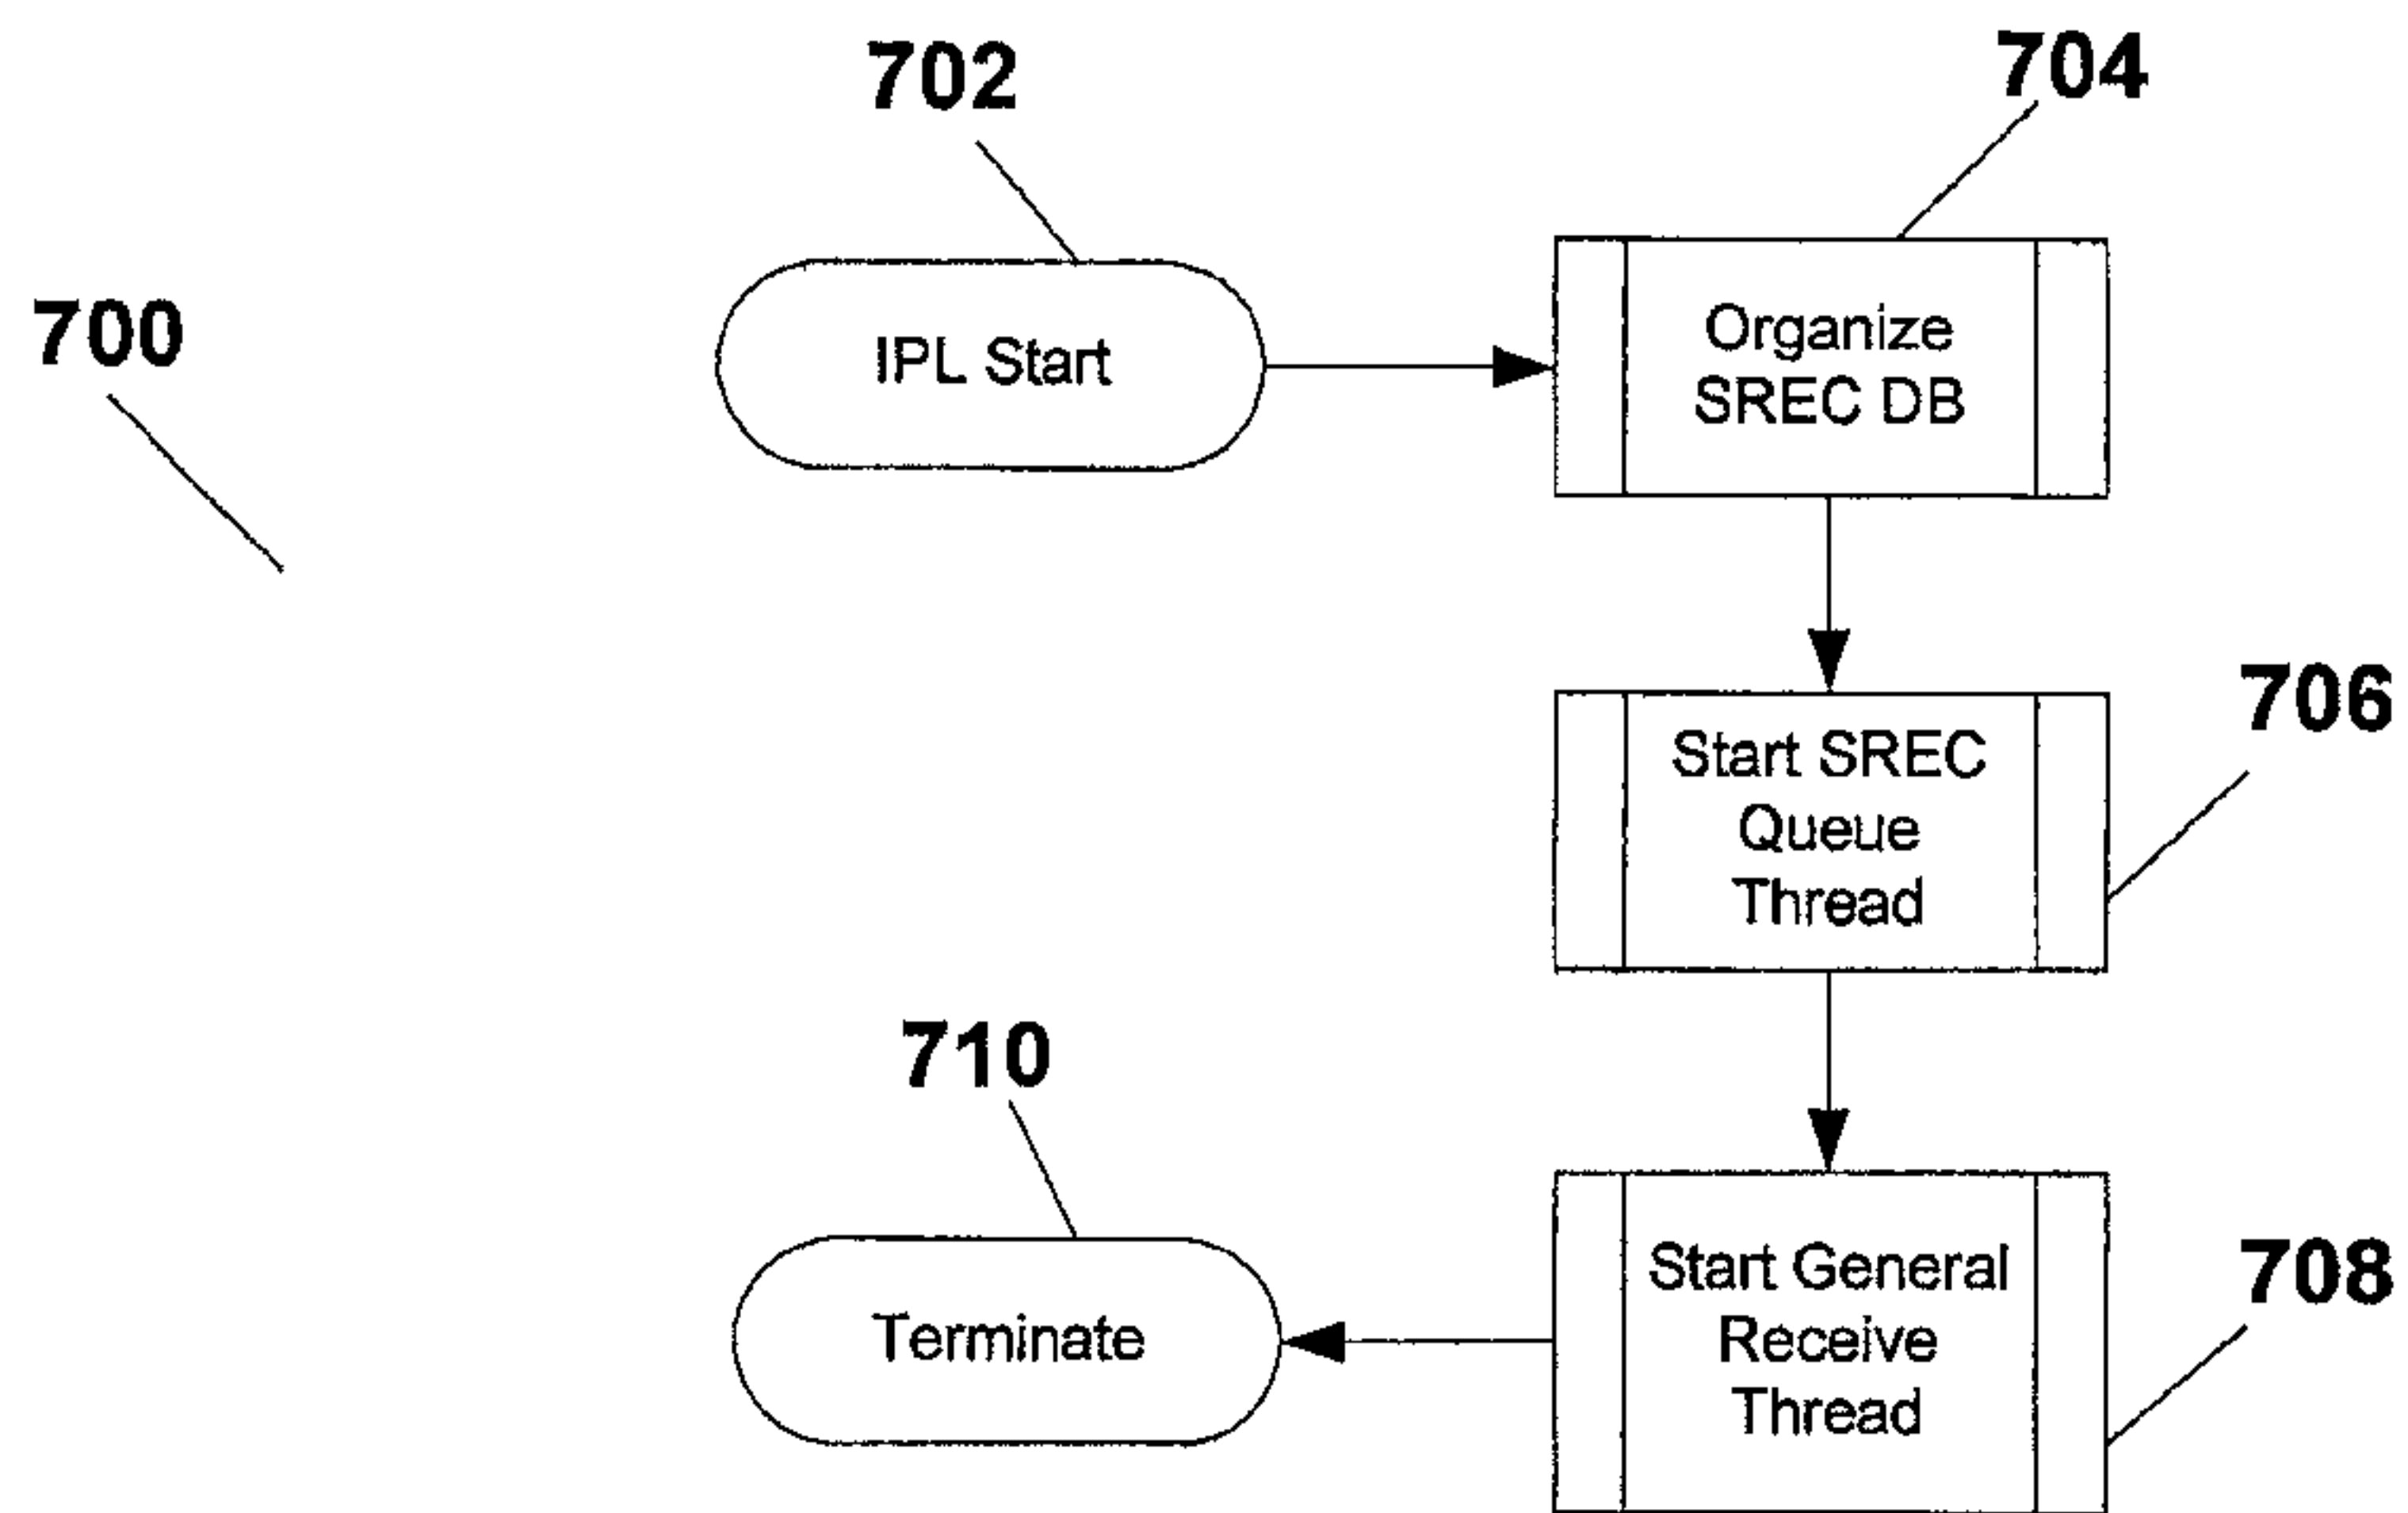 702
704
700
IPL Start
Organize
SREC DB
706
Start SREC
Queue
Thread
710
708
Start General
Receive
Thread
Terminate